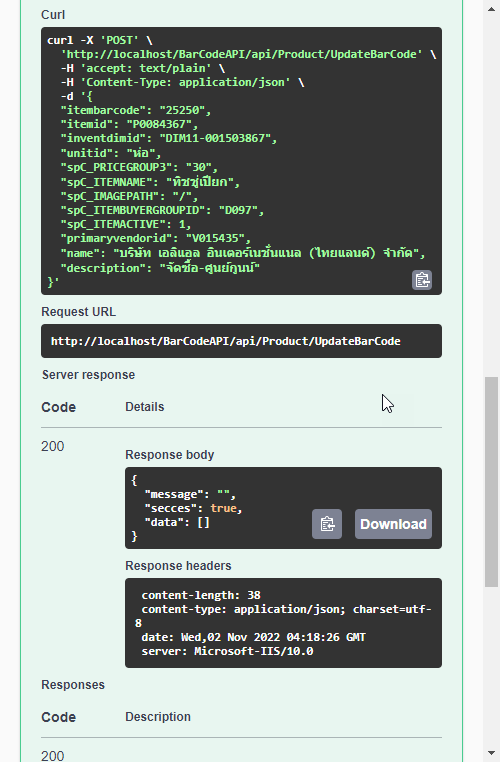 Curl
curl -X 'POST' \
'http://localhost/BarCodeAPI/api/Product/UpdateBarCode' \
-H 'accept: text/plain' \
-H 'Content-Type: application/json' \
-d '{
"itembarcode": "25250",
"itemid": "P0084367",
"inventdimid": "DIM11-001503867",
"unitid": "ห่อ",
"spC_PRICEGROUP3": "30",
"spC_ITEMNAME": "ทิชชู่เปียก",
"spC_IMAGEPATH": "/",
"spC_ITEMBUYERGROUPID": "D097",
"spC_ITEMACTIVE": 1,
"primaryvendorid": "V015435",
"name": "บริษัท เอลิแอล อินเตอร์เนชั่นแนล (ไทยแลนด์) จำกัด",
"description": "จัดซื้อ-ศูนย์กูนน์"
}'
Request URL
http://localhost/BarCodeAPI/api/Product/UpdateBarCode
Server response
Code Details
200
Response body
{
"message": "",
"secces": true,
"data": []
}
Download
Response headers
content-length: 38
content-type: application/json; charset=utf-
8
date: Wed,02 Nov 2022 04:18:26 GMT
server: Microsoft-IIS/10.0
Responses
Code Description
200